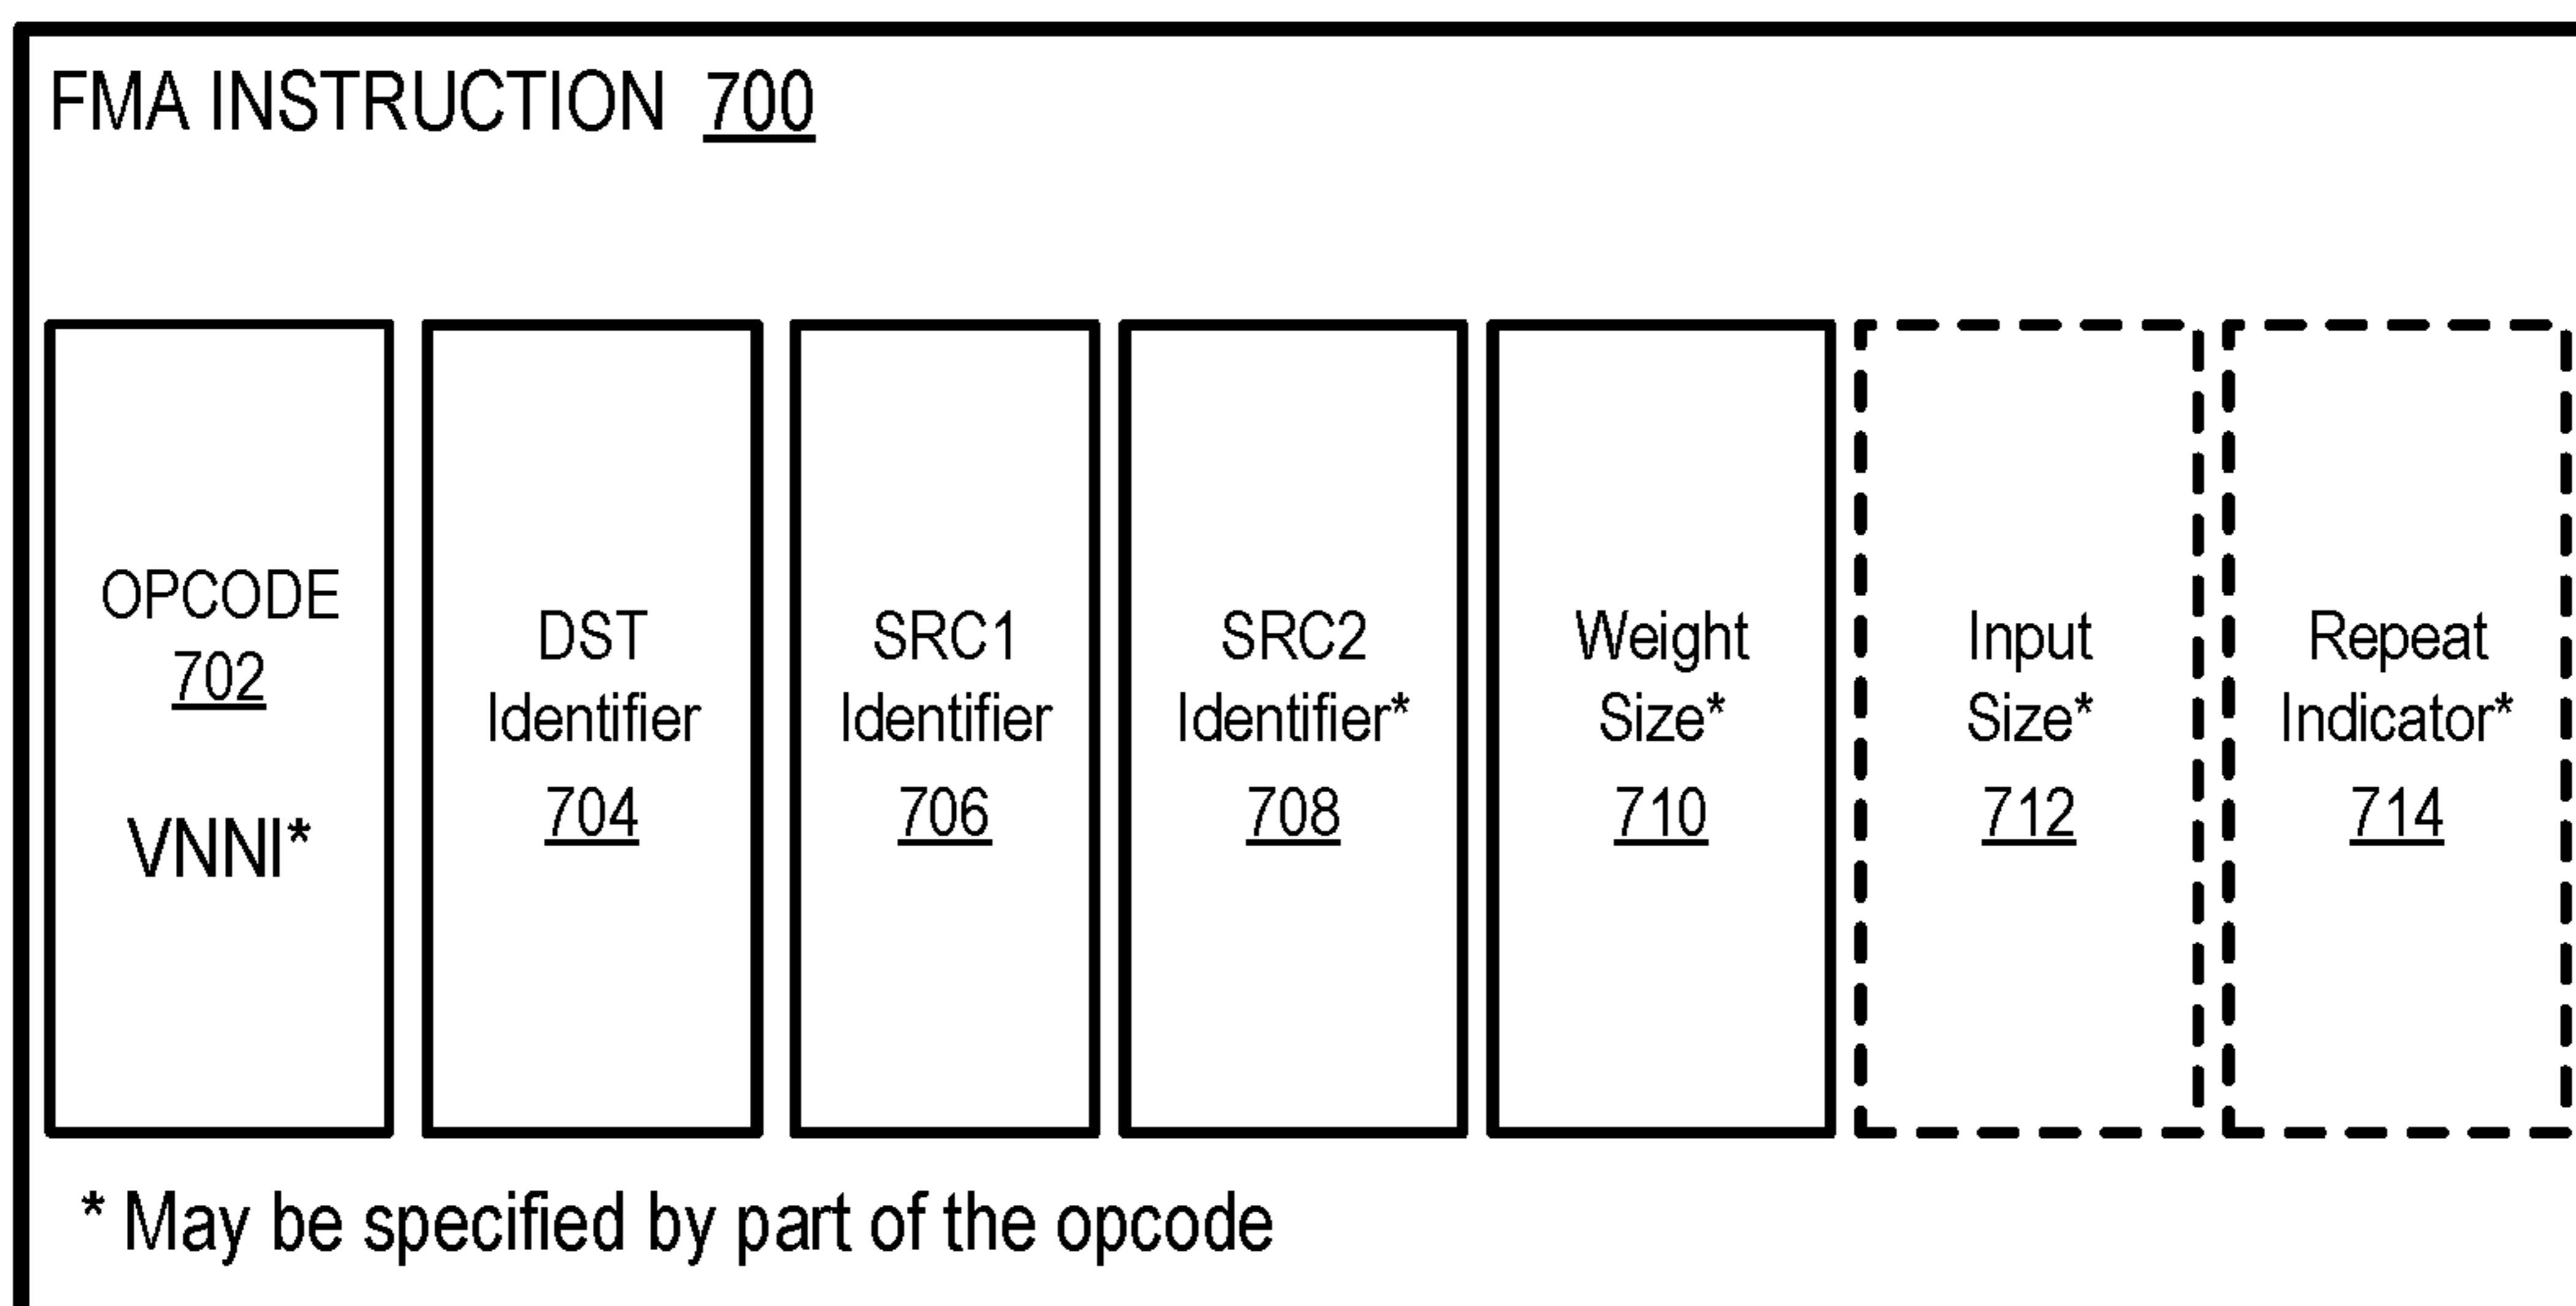 FMA INSTRUCTION 700
OPCODE
702
VNNI*
DST
Identifier
704
SRC1
Identifier
706
SRC2
Identifier*
708
Weight
Size*
710
Input
Size*
712
Repeat
Indicator*
714
* May be specified by part of the opcode